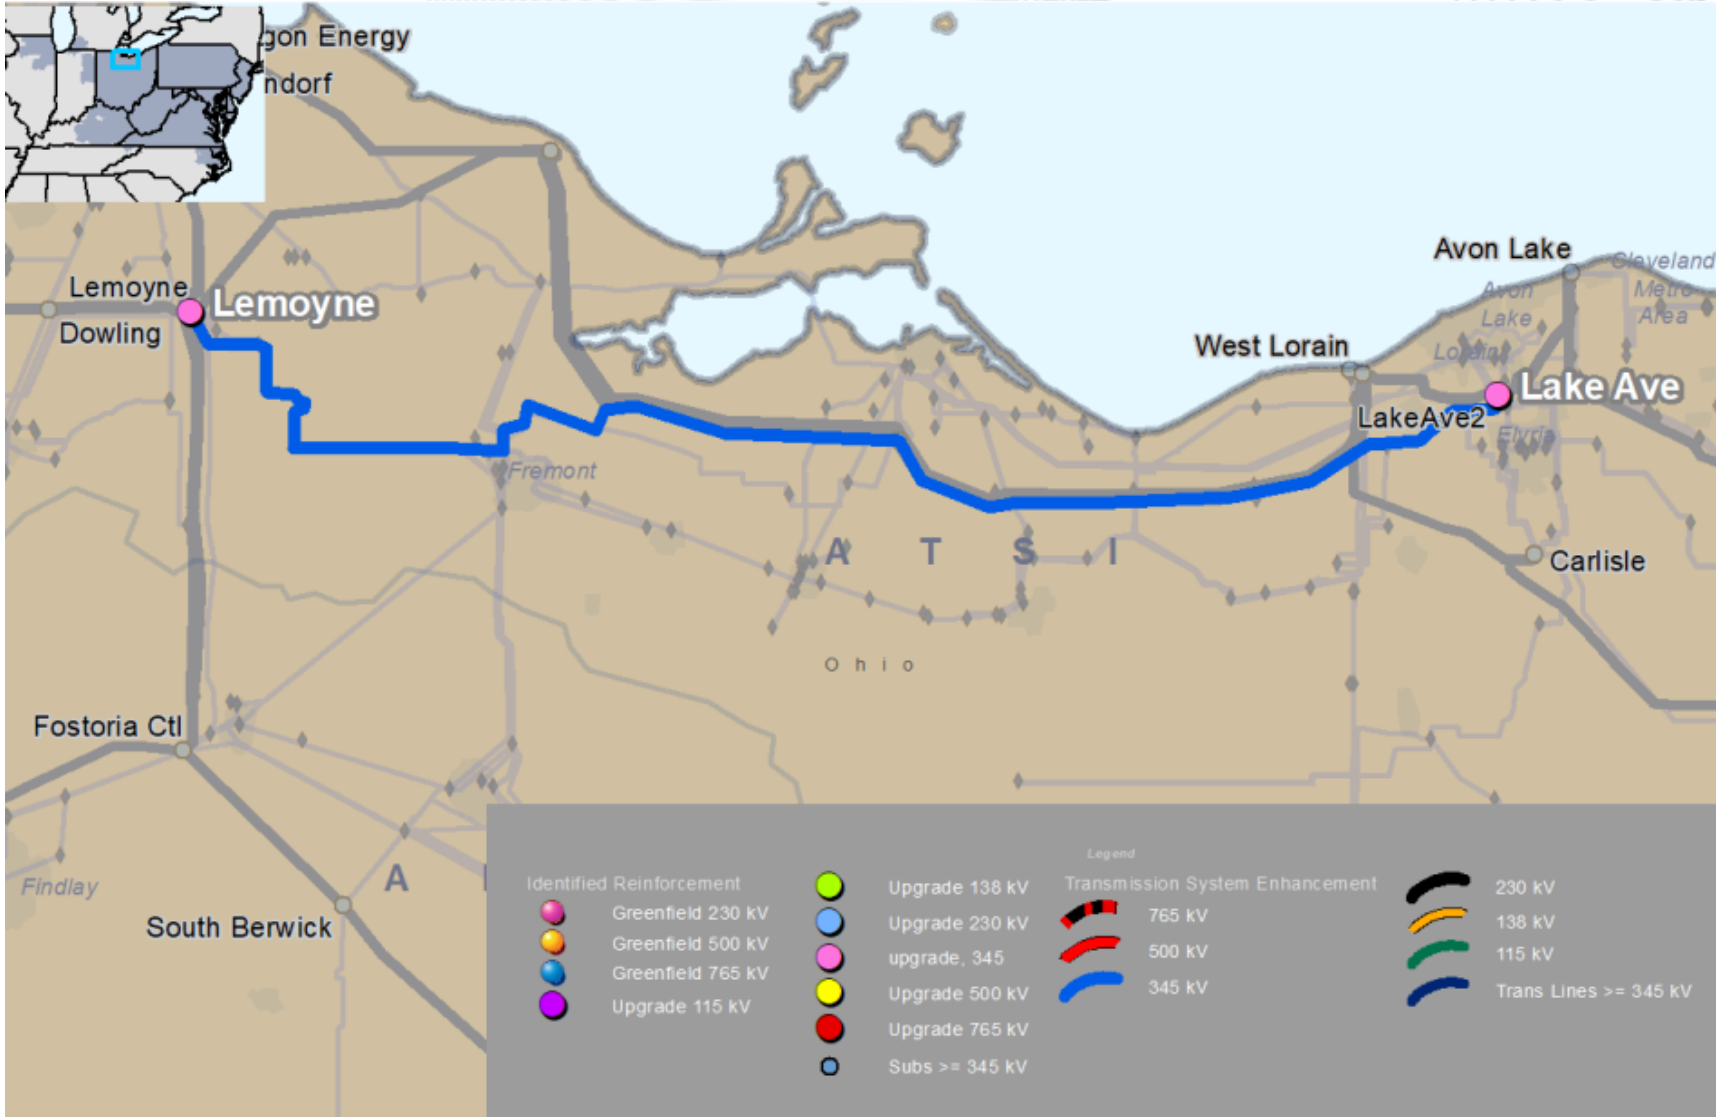 gon Energy
ndorf
Lemoyne
Lemoyne
Dowling
Avon Lake
Cleveland
Metro
Area
Avon
Lake
West Lorain
Lorain
Lake Ave
LakeAve2
Elyria
Fremont
A T S I
Carlisle
Ohio
Fostoria Ctl
A
Findlay
South Berwick
Legend
Identified Reinforcement
Greenfield 230 kV
Greenfield 500 kV
Greenfield 765 kV
Upgrade 115 kV
Upgrade 138 kV
Upgrade 230 kV
upgrade, 345
Upgrade 500 kV
Upgrade 765 kV
Subs >= 345 kV
Transmission System Enhancement
765 kV
500 kV
345 kV
230 kV
138 kV
115 kV
Trans Lines >= 345 kV